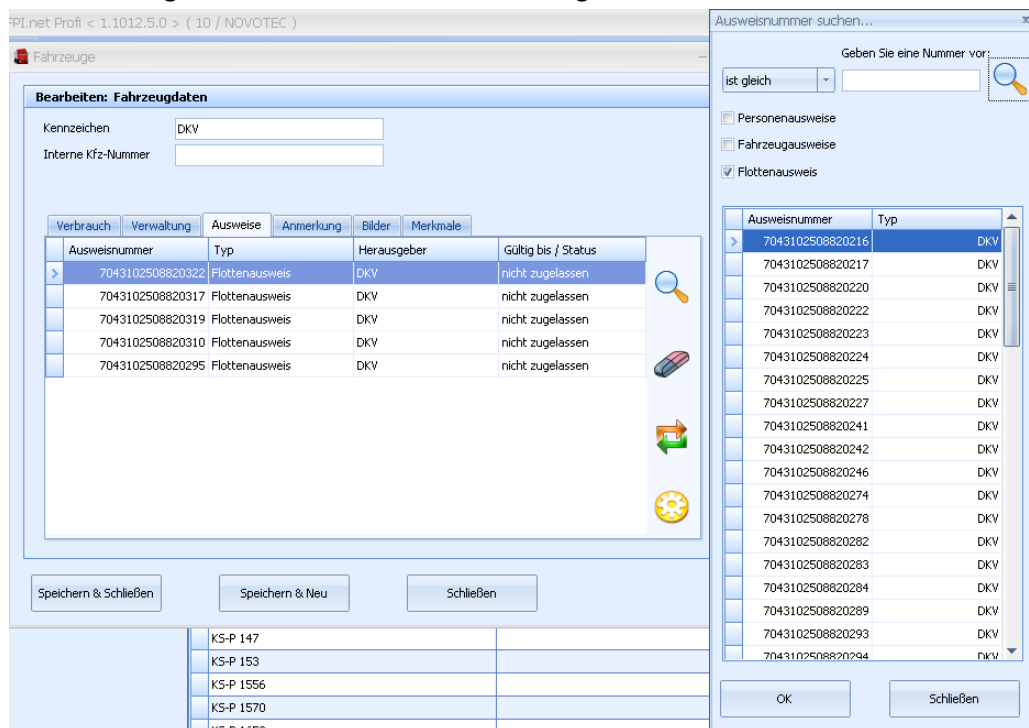 FPI.net Profi < 1.1012.5.0 > ( 10 / NOVOTEC )
Fahrzeuge
Bearbeiten: Fahrzeugdaten
Kennzeichen DKV
Interne Kfz-Nummer
Verbrauch Verwaltung Ausweise Anmerkung Bilder Merkmale
Ausweisnummer Typ Herausgeber Gültig bis / Status
7043102508820322 Flottenausweis DKV nicht zugelassen
7043102508820317 Flottenausweis DKV nicht zugelassen
7043102508820319 Flottenausweis DKV nicht zugelassen
7043102508820310 Flottenausweis DKV nicht zugelassen
7043102508820295 Flottenausweis DKV nicht zugelassen
Speichern & Schließen Speichern & Neu Schließen
KS-P 147
KS-P 153
KS-P 1556
KS-P 1570
Ausweisnummer suchen...
Geben Sie eine Nummer vor:
ist gleich
Personenausweise
Fahrzeugausweise
Flottenausweis
Ausweisnummer Typ
7043102508820216 DKV
7043102508820217 DKV
7043102508820220 DKV
7043102508820222 DKV
7043102508820223 DKV
7043102508820224 DKV
7043102508820225 DKV
7043102508820227 DKV
7043102508820241 DKV
7043102508820242 DKV
7043102508820246 DKV
7043102508820274 DKV
7043102508820278 DKV
7043102508820282 DKV
7043102508820283 DKV
7043102508820284 DKV
7043102508820289 DKV
7043102508820293 DKV
7043102508820294 DKV
OK Schließen